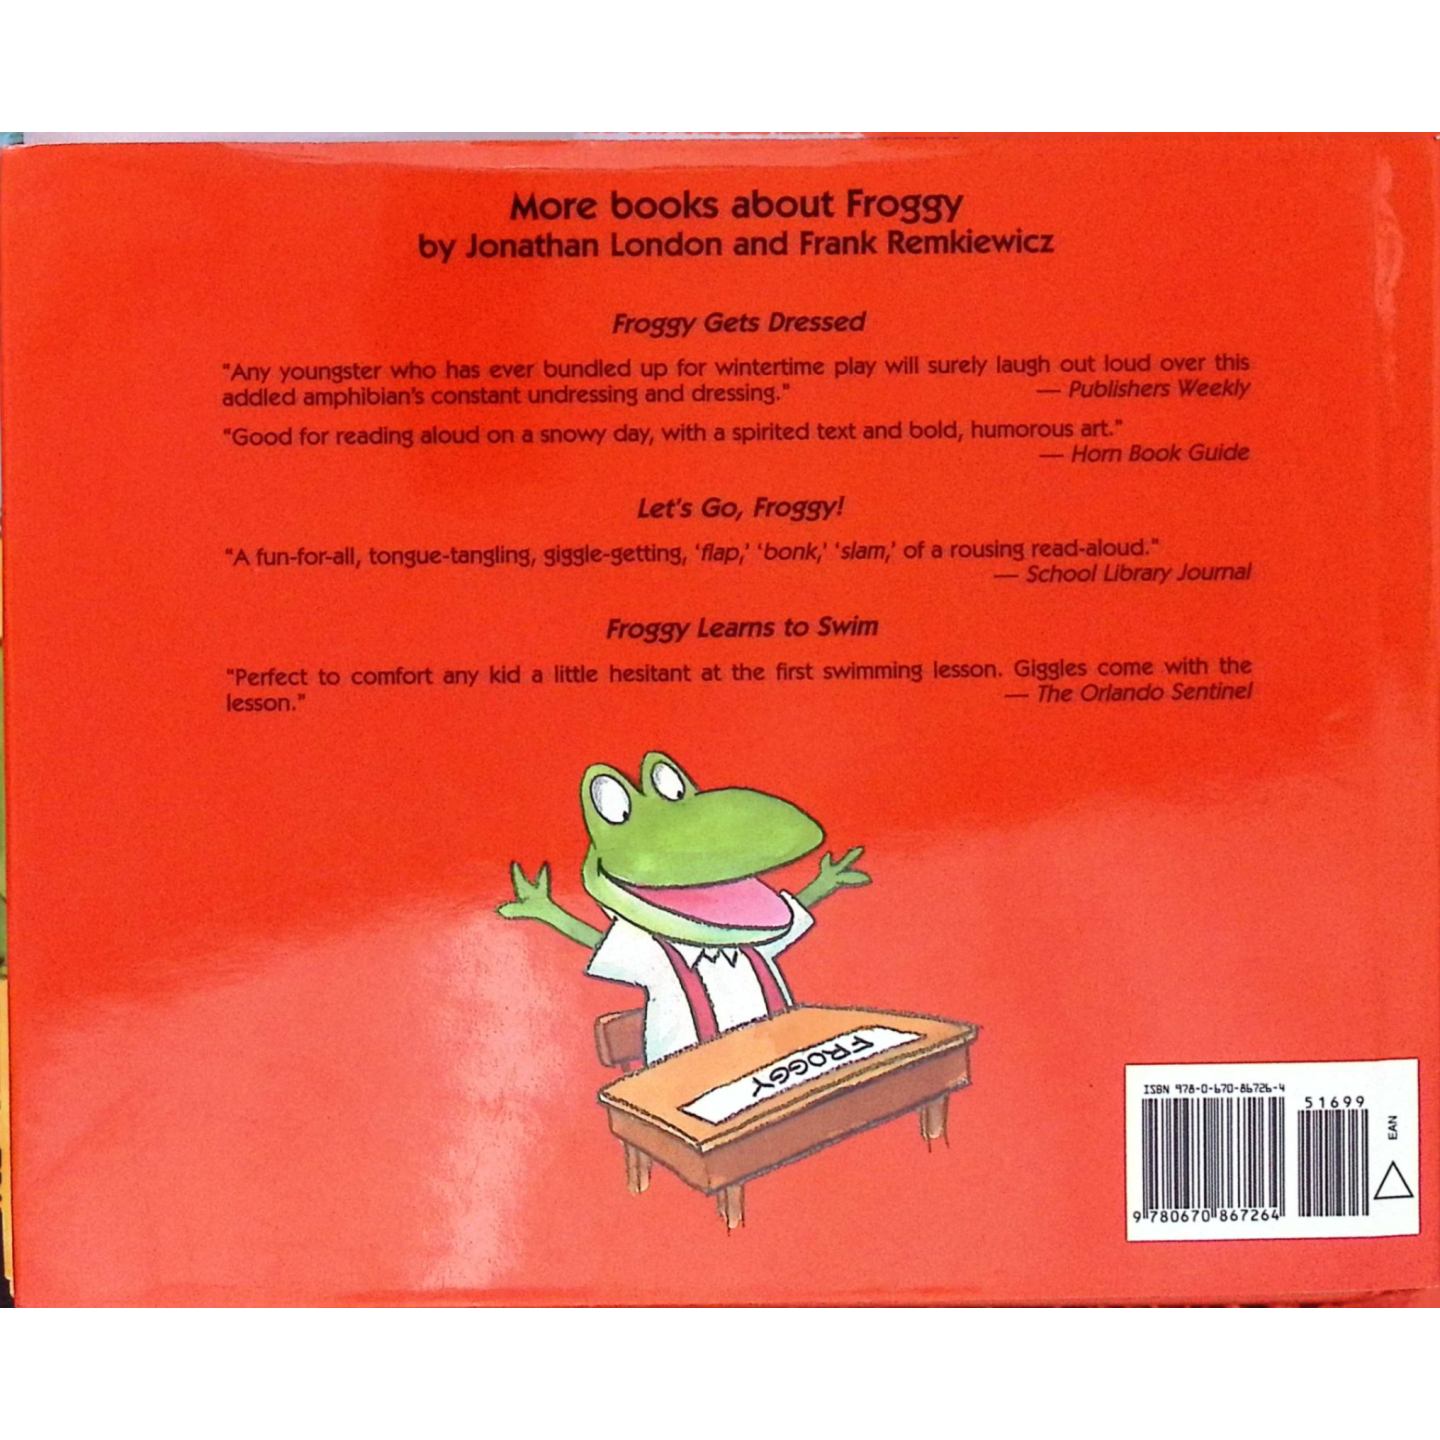 More books about Froggy
by Jonathan London and Frank Remkiewicz
Froggy Gets Dressed
"Any youngster who has ever bundled up for wintertime play will surely laugh out loud over this
addled amphibian's constant undressing and dressing." — Publishers Weekly
"Good for reading aloud on a snowy day, with a spirited text and bold, humorous art."
— Horn Book Guide
Let's Go, Froggy!
"A fun-for-all, tongue-tangling, giggle-getting, 'flap,' 'bonk,' 'slam,' of a rousing read-aloud."
— School Library Journal
Froggy Learns to Swim
"Perfect to comfort any kid a little hesitant at the first swimming lesson. Giggles come with the
lesson." — The Orlando Sentinel
FROGGY
ISBN 978-0-670-86726-4
51699
EAN
9 780670 867264